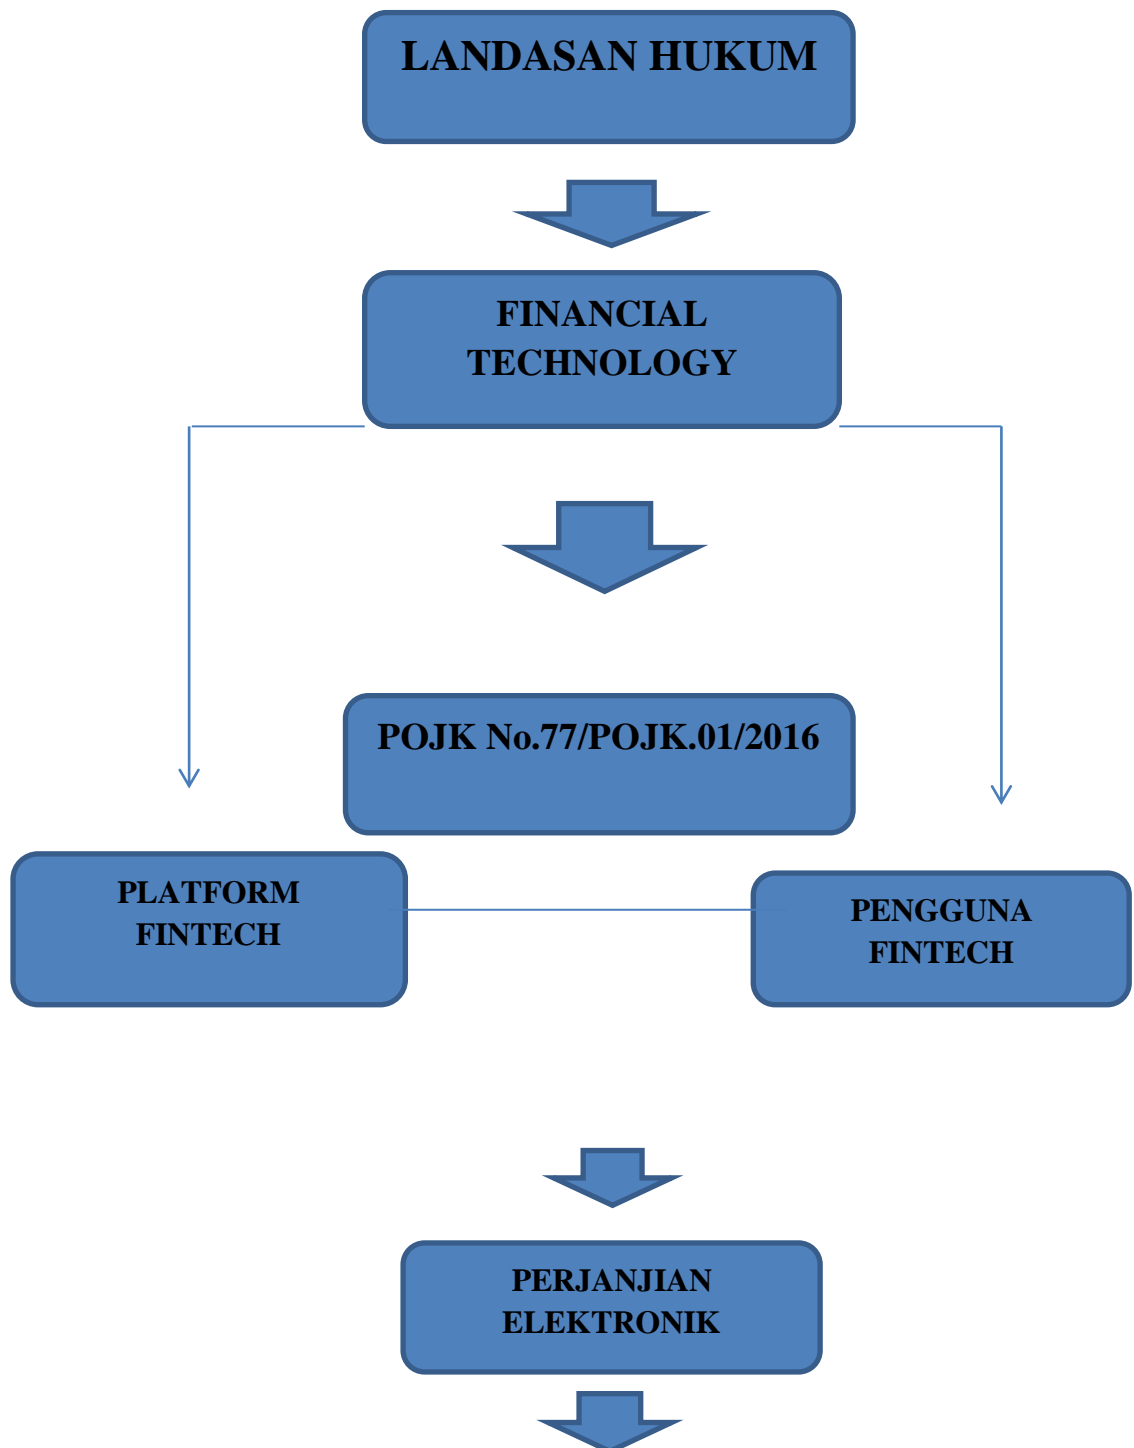 LANDASAN HUKUM
FINANCIAL
TECHNOLOGY
POJK No.77/POJK.01/2016
PLATFORM
FINTECH
PENGGUNA
FINTECH
PERJANJIAN
ELEKTRONIK